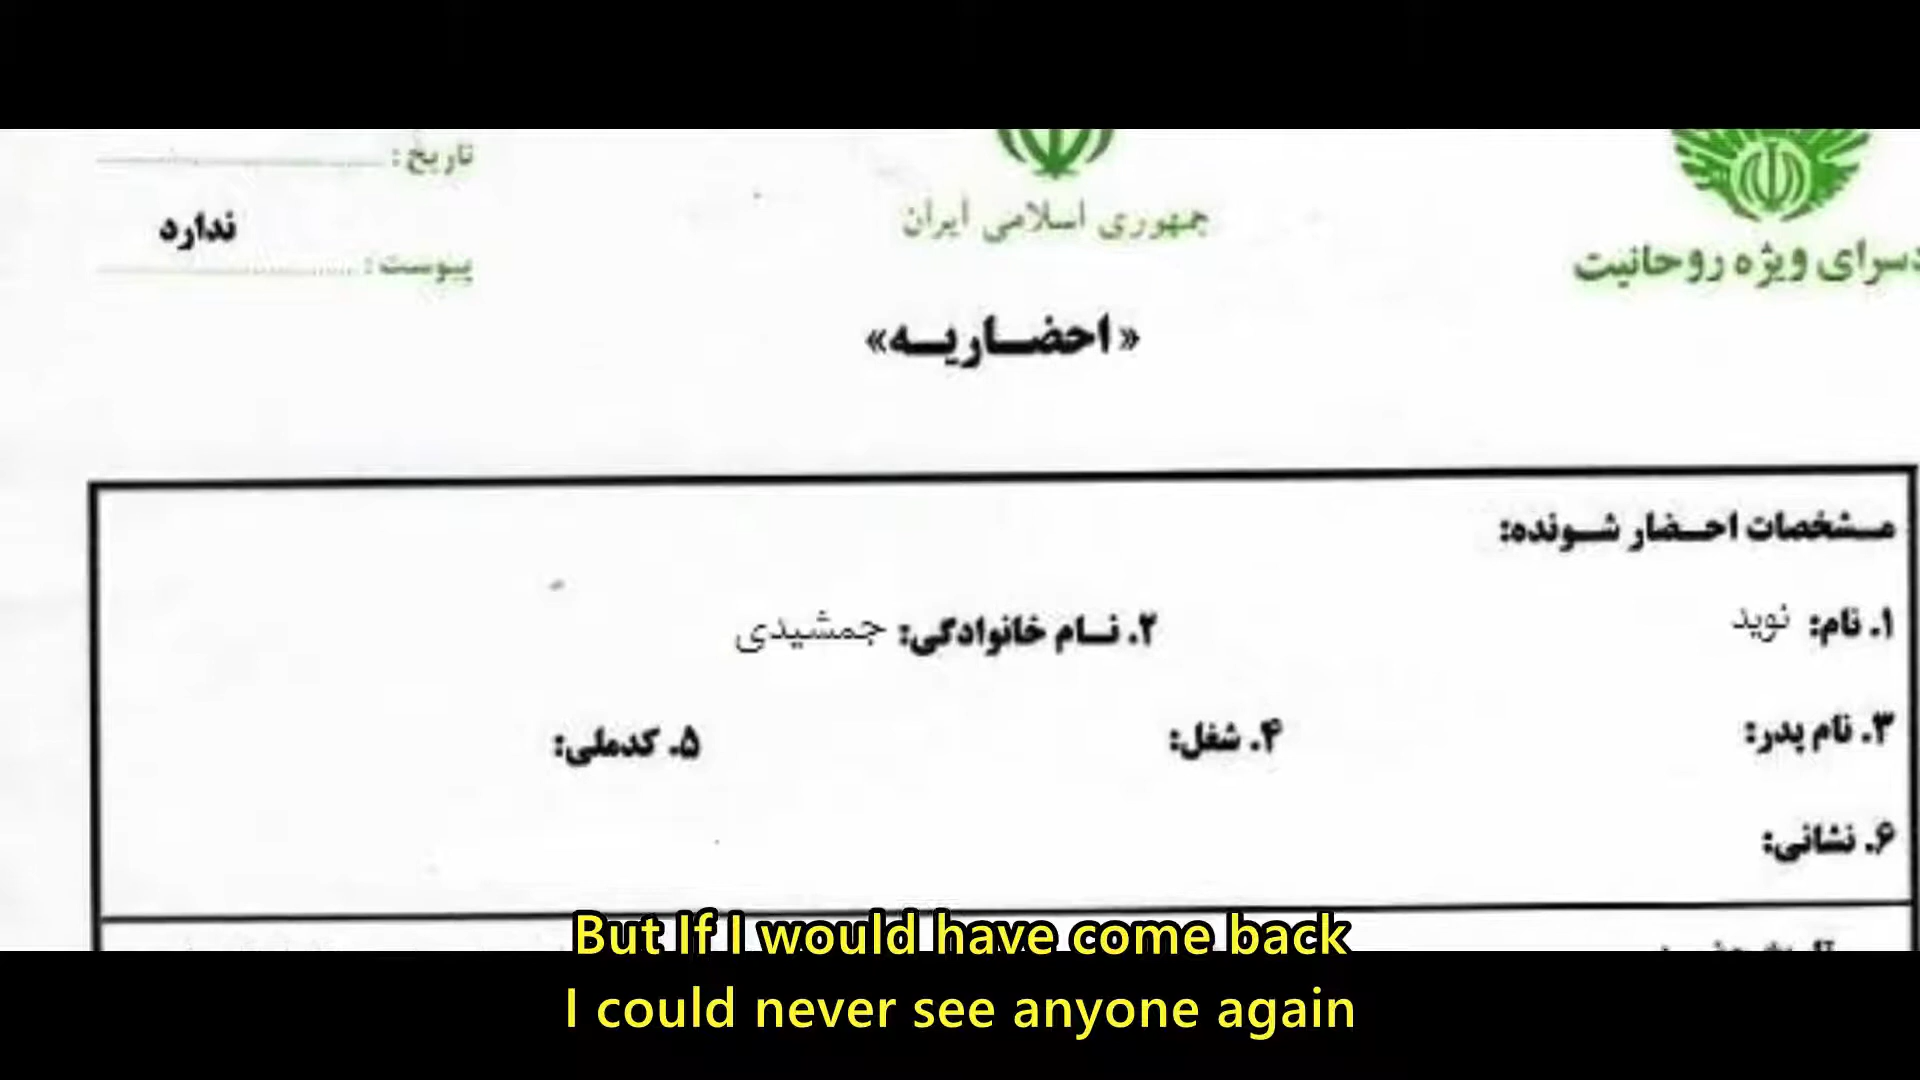 تاریخ:
جمهوری اسلامی ایران
دسرای ویژه روحانیت
ندارد
پیوست:
«احضاریه»
مشخصات احضار شونده:
۱. نام: نوید ۲. نام خانوادگی: جمشیدی
۳. نام پدر: ۴. شغل: ۵. کدملی:
۶. نشانی:
But If I would have come back
I could never see anyone again